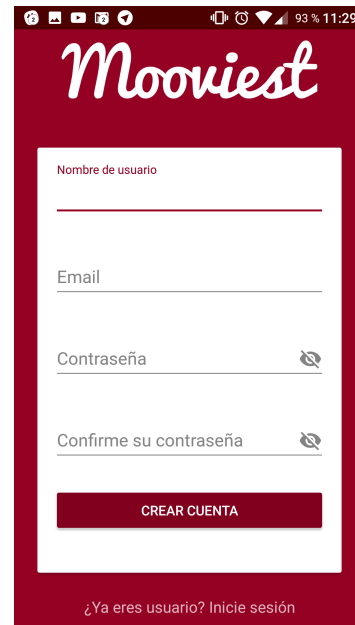 93 % 11:29
Mooviest
Nombre de usuario
Email
Contraseña
Confirme su contraseña
CREAR CUENTA
¿Ya eres usuario? Inicie sesión